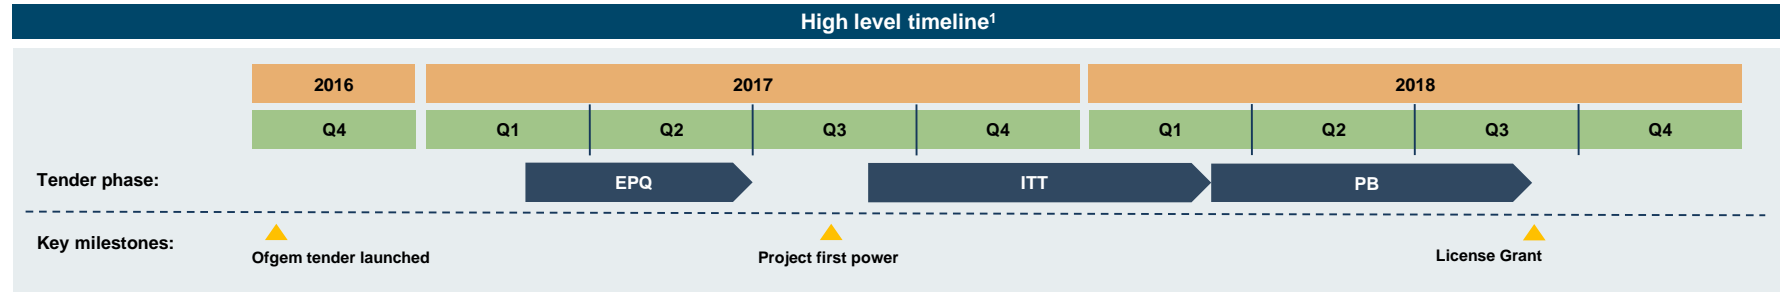 High level timeline¹
2016 2017 2018
Q4 Q1 Q2 Q3 Q4 Q1 Q2 Q3 Q4
Tender phase: EPQ ITT PB
Key milestones:
Ofgem tender launched Project first power License Grant